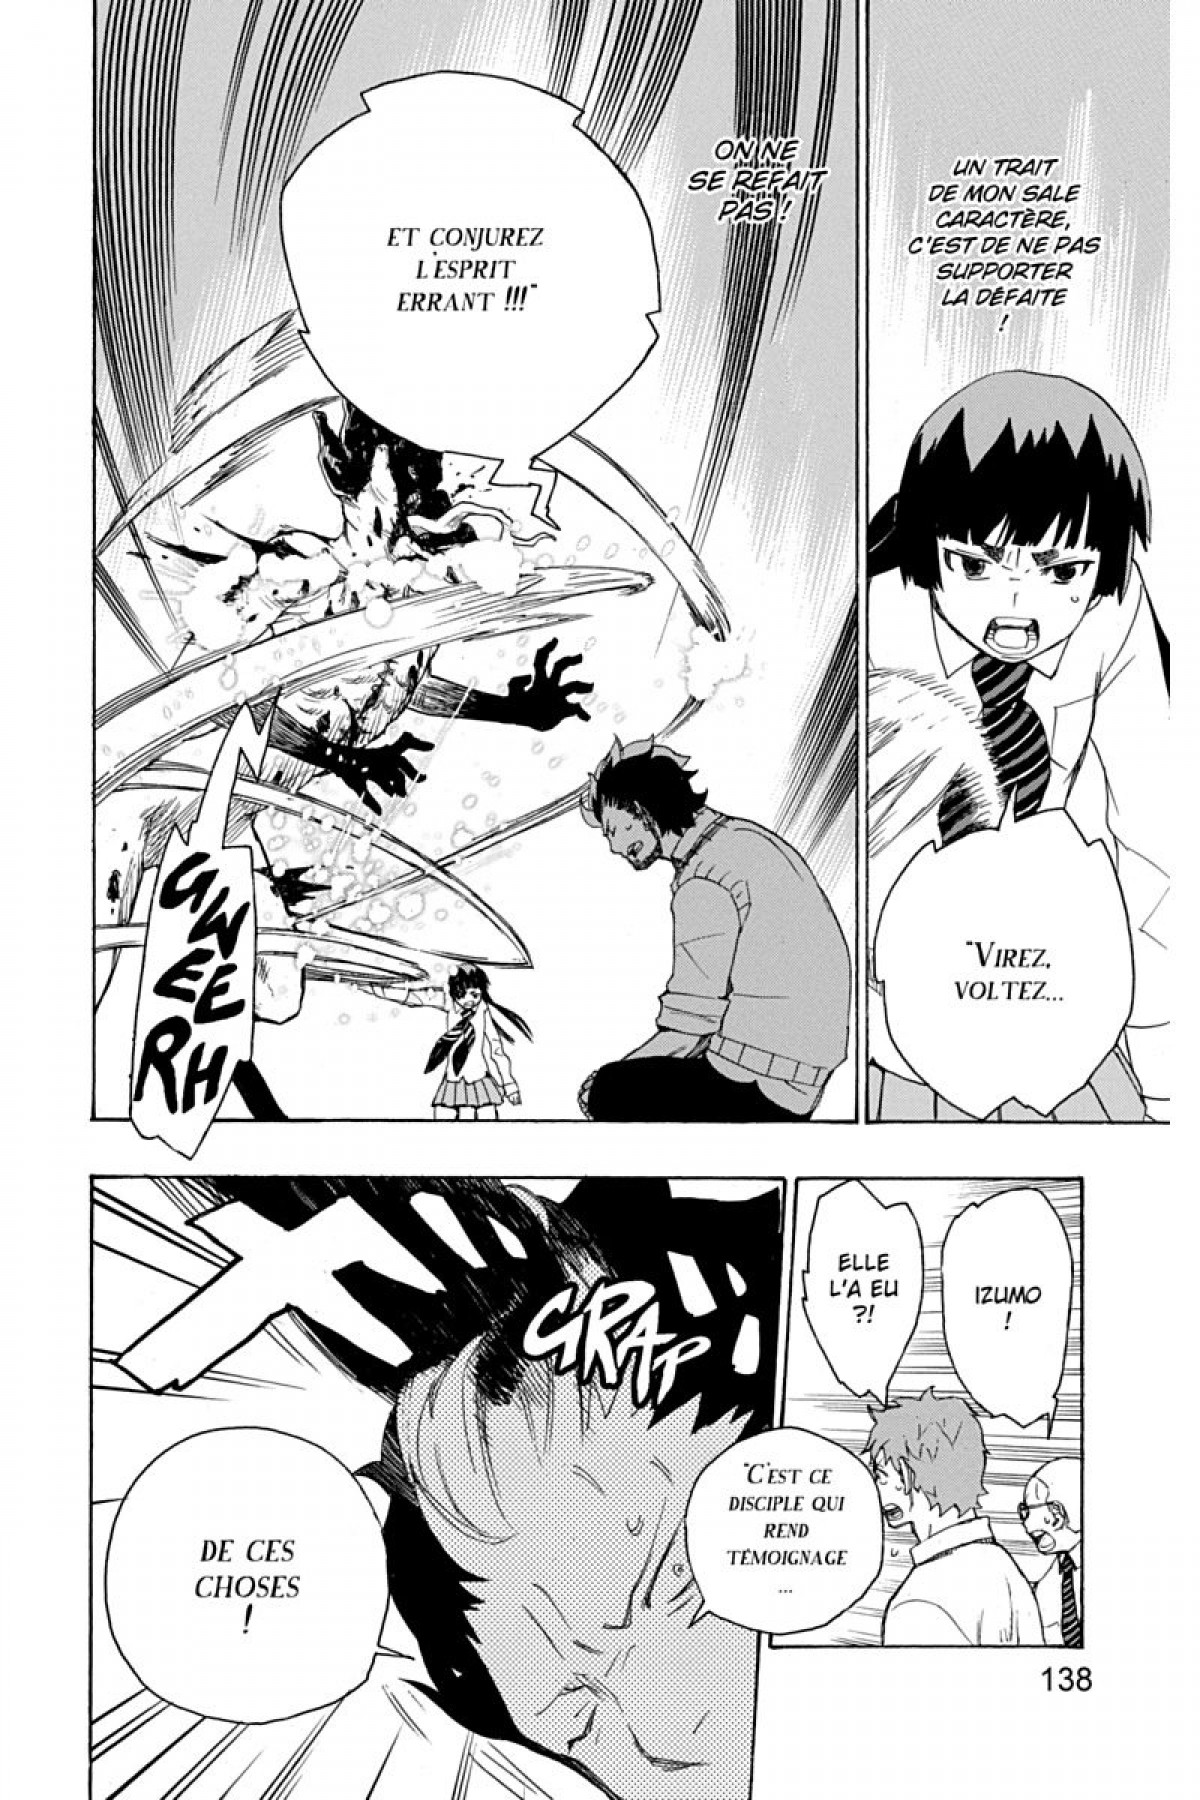 UN TRAIT
DE MON SALE
CARACTÈRE,
C'EST DE NE PAS
SUPPORTER
LA DÉFAITE
!
"VIREZ,
VOLTEZ...
ON NE
SE REFAIT
PAS !
ET CONJUREZ
L'ESPRIT
ERRANT !!!"
GWEERH
IZUMO
!
ELLE
L'A EU
?!
"C'EST CE
DISCIPLE QUI
REND
TÉMOIGNAGE
...
GRAP
DE CES
CHOSES
!
138